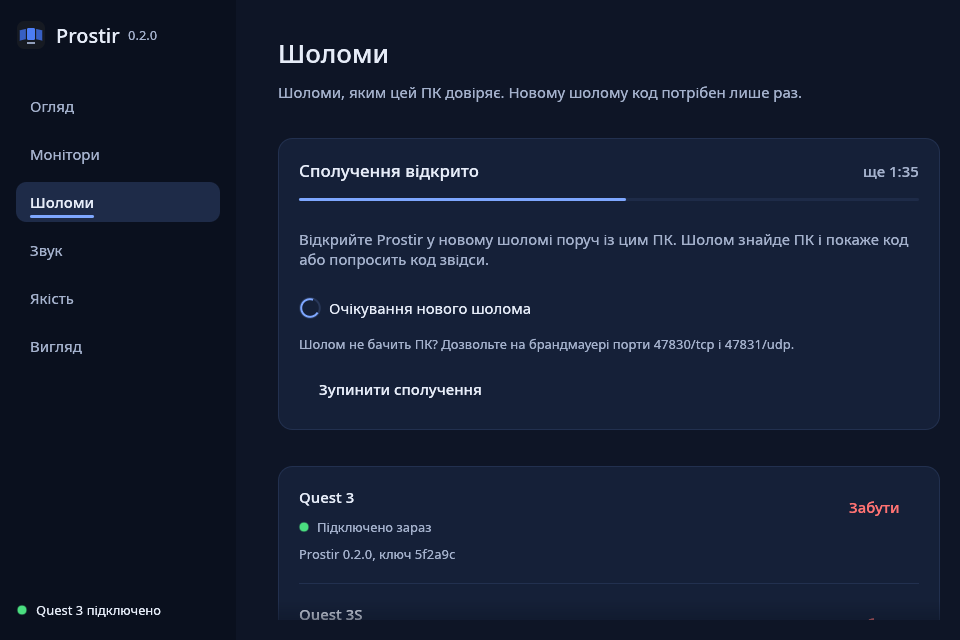 Prostir 0.2.0
Огляд
Монітори
Шоломи
Звук
Якість
Вигляд
Quest 3 підключено
Шоломи
Шоломи, яким цей ПК довіряє. Новому шолому код потрібен лише раз.
Сполучення відкрито
ще 1:35
Відкрийте Prostir у новому шоломі поруч із цим ПК. Шолом знайде ПК і покаже код
або попросить код звідси.
Очікування нового шолома
Шолом не бачить ПК? Дозвольте на брандмауері порти 47830/tcp і 47831/udp.
Зупинити сполучення
Quest 3
Забути
Підключено зараз
Prostir 0.2.0, ключ 5f2a9c
Quest 3S